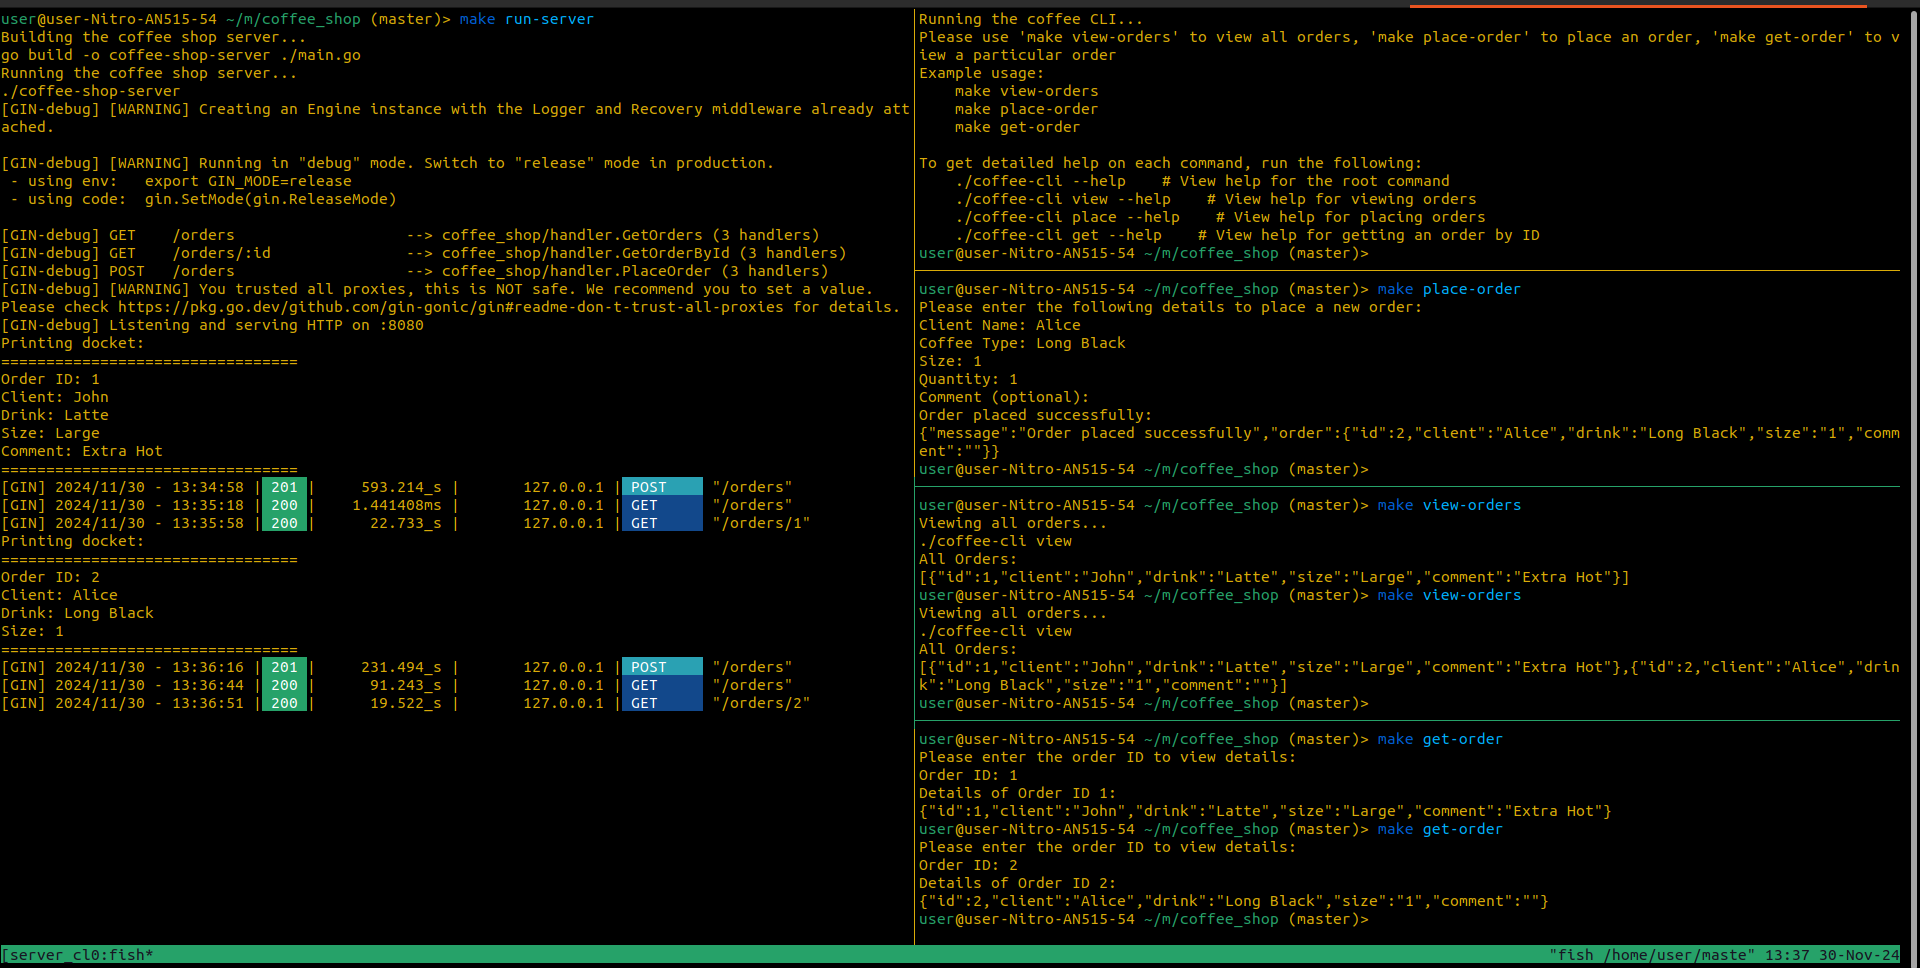 user@user-Nitro-AN515-54 ~/m/coffee_shop (master)> make run-server
Building the coffee shop server...
go build -o coffee-shop-server ./main.go
Running the coffee shop server...
./coffee-shop-server
[GIN-debug] [WARNING] Creating an Engine instance with the Logger and Recovery middleware already att
ached.

[GIN-debug] [WARNING] Running in "debug" mode. Switch to "release" mode in production.
 - using env:   export GIN_MODE=release
 - using code:  gin.SetMode(gin.ReleaseMode)

[GIN-debug] GET    /orders                   --> coffee_shop/handler.GetOrders (3 handlers)
[GIN-debug] GET    /orders/:id               --> coffee_shop/handler.GetOrderById (3 handlers)
[GIN-debug] POST   /orders                   --> coffee_shop/handler.PlaceOrder (3 handlers)
[GIN-debug] [WARNING] You trusted all proxies, this is NOT safe. We recommend you to set a value.
Please check https://pkg.go.dev/github.com/gin-gonic/gin#readme-don-t-trust-all-proxies for details.
[GIN-debug] Listening and serving HTTP on :8080
Printing docket:
=================================
Order ID: 1
Client: John
Drink: Latte
Size: Large
Comment: Extra Hot
=================================
[GIN] 2024/11/30 - 13:34:58 | 201 |     593.214_s |       127.0.0.1 | POST     "/orders"
[GIN] 2024/11/30 - 13:35:18 | 200 |    1.441408ms |       127.0.0.1 | GET      "/orders"
[GIN] 2024/11/30 - 13:35:58 | 200 |      22.733_s |       127.0.0.1 | GET      "/orders/1"
Printing docket:
=================================
Order ID: 2
Client: Alice
Drink: Long Black
Size: 1
=================================
[GIN] 2024/11/30 - 13:36:16 | 201 |     231.494_s |       127.0.0.1 | POST     "/orders"
[GIN] 2024/11/30 - 13:36:44 | 200 |      91.243_s |       127.0.0.1 | GET      "/orders"
[GIN] 2024/11/30 - 13:36:51 | 200 |      19.522_s |       127.0.0.1 | GET      "/orders/2"
Running the coffee CLI...
Please use 'make view-orders' to view all orders, 'make place-order' to place an order, 'make get-order' to v
iew a particular order
Example usage:
    make view-orders
    make place-order
    make get-order

To get detailed help on each command, run the following:
    ./coffee-cli --help    # View help for the root command
    ./coffee-cli view --help    # View help for viewing orders
    ./coffee-cli place --help    # View help for placing orders
    ./coffee-cli get --help    # View help for getting an order by ID
user@user-Nitro-AN515-54 ~/m/coffee_shop (master)>
user@user-Nitro-AN515-54 ~/m/coffee_shop (master)> make place-order
Please enter the following details to place a new order:
Client Name: Alice
Coffee Type: Long Black
Size: 1
Quantity: 1
Comment (optional):
Order placed successfully:
{"message":"Order placed successfully","order":{"id":2,"client":"Alice","drink":"Long Black","size":"1","comm
ent":""}}
user@user-Nitro-AN515-54 ~/m/coffee_shop (master)>
user@user-Nitro-AN515-54 ~/m/coffee_shop (master)> make view-orders
Viewing all orders...
./coffee-cli view
All Orders:
[{"id":1,"client":"John","drink":"Latte","size":"Large","comment":"Extra Hot"}]
user@user-Nitro-AN515-54 ~/m/coffee_shop (master)> make view-orders
Viewing all orders...
./coffee-cli view
All Orders:
[{"id":1,"client":"John","drink":"Latte","size":"Large","comment":"Extra Hot"},{"id":2,"client":"Alice","drin
k":"Long Black","size":"1","comment":""}]
user@user-Nitro-AN515-54 ~/m/coffee_shop (master)>
user@user-Nitro-AN515-54 ~/m/coffee_shop (master)> make get-order
Please enter the order ID to view details:
Order ID: 1
Details of Order ID 1:
{"id":1,"client":"John","drink":"Latte","size":"Large","comment":"Extra Hot"}
user@user-Nitro-AN515-54 ~/m/coffee_shop (master)> make get-order
Please enter the order ID to view details:
Order ID: 2
Details of Order ID 2:
{"id":2,"client":"Alice","drink":"Long Black","size":"1","comment":""}
user@user-Nitro-AN515-54 ~/m/coffee_shop (master)>
[server_cl0:fish* "fish /home/user/maste" 13:37 30-Nov-24